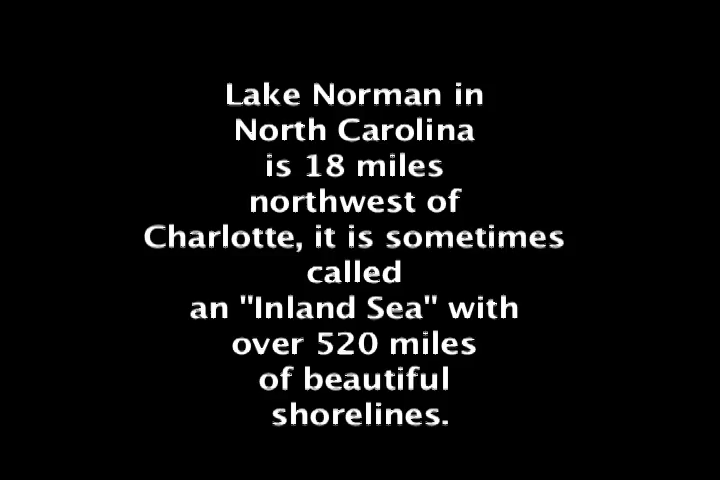 Lake Norman in
North Carolina
is 18 miles
northwest of
Charlotte, it is sometimes
called
an "Inland Sea" with
over 520 miles
of beautiful
shorelines.